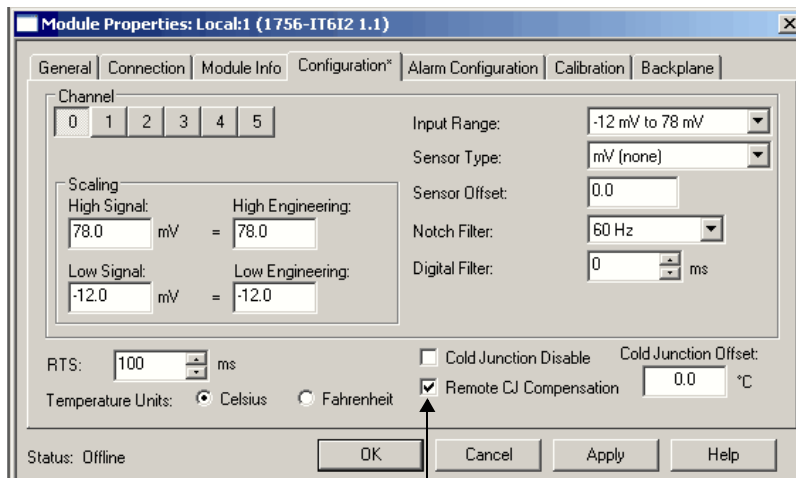 Module Properties: Local:1 (1756-IT6I2 1.1)
General Connection Module Info Configuration* Alarm Configuration Calibration Backplane
Channel
0 1 2 3 4 5
Input Range: -12 mV to 78 mV
Sensor Type: mV (none)
Sensor Offset: 0.0
Notch Filter: 60 Hz
Digital Filter: 0 ms
Scaling
High Signal: High Engineering:
78.0 mV = 78.0
Low Signal: Low Engineering:
-12.0 mV = -12.0
RTS: 100 ms
Temperature Units: Celsius Fahrenheit
Cold Junction Disable
Remote CJ Compensation
Cold Junction Offset:
0.0 °C
Status: Offline
OK Cancel Apply Help